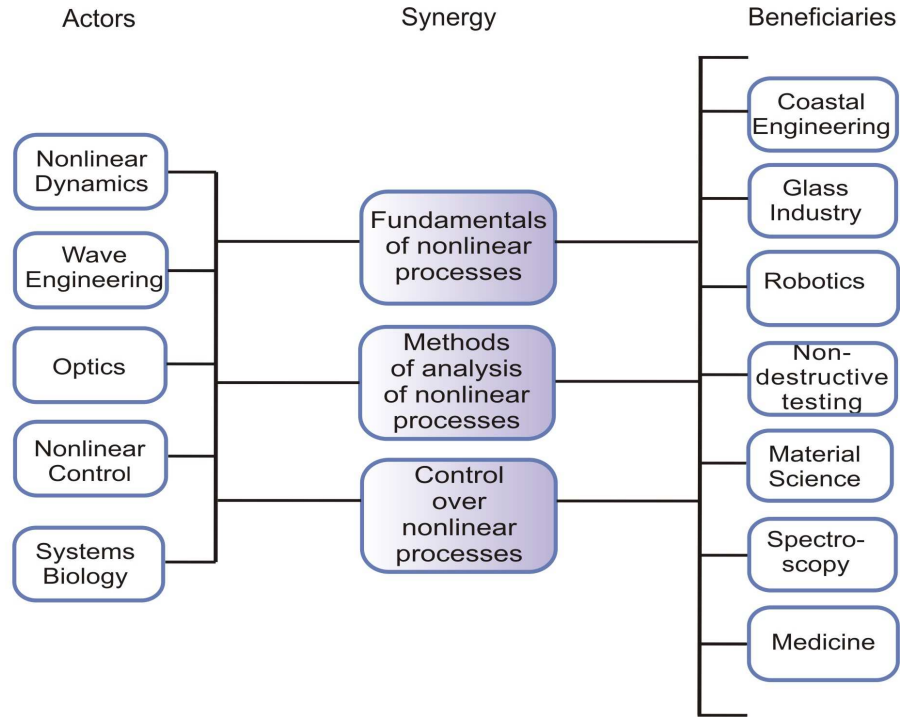 Actors
Synergy
Beneficiaries
Nonlinear
Dynamics
Wave
Engineering
Optics
Nonlinear
Control
Systems
Biology
Fundamentals
of nonlinear
processes
Methods
of analysis
of nonlinear
processes
Control
over
nonlinear
processes
Coastal
Engineering
Glass
Industry
Robotics
Non-
destructive
testing
Material
Science
Spectro-
scopy
Medicine